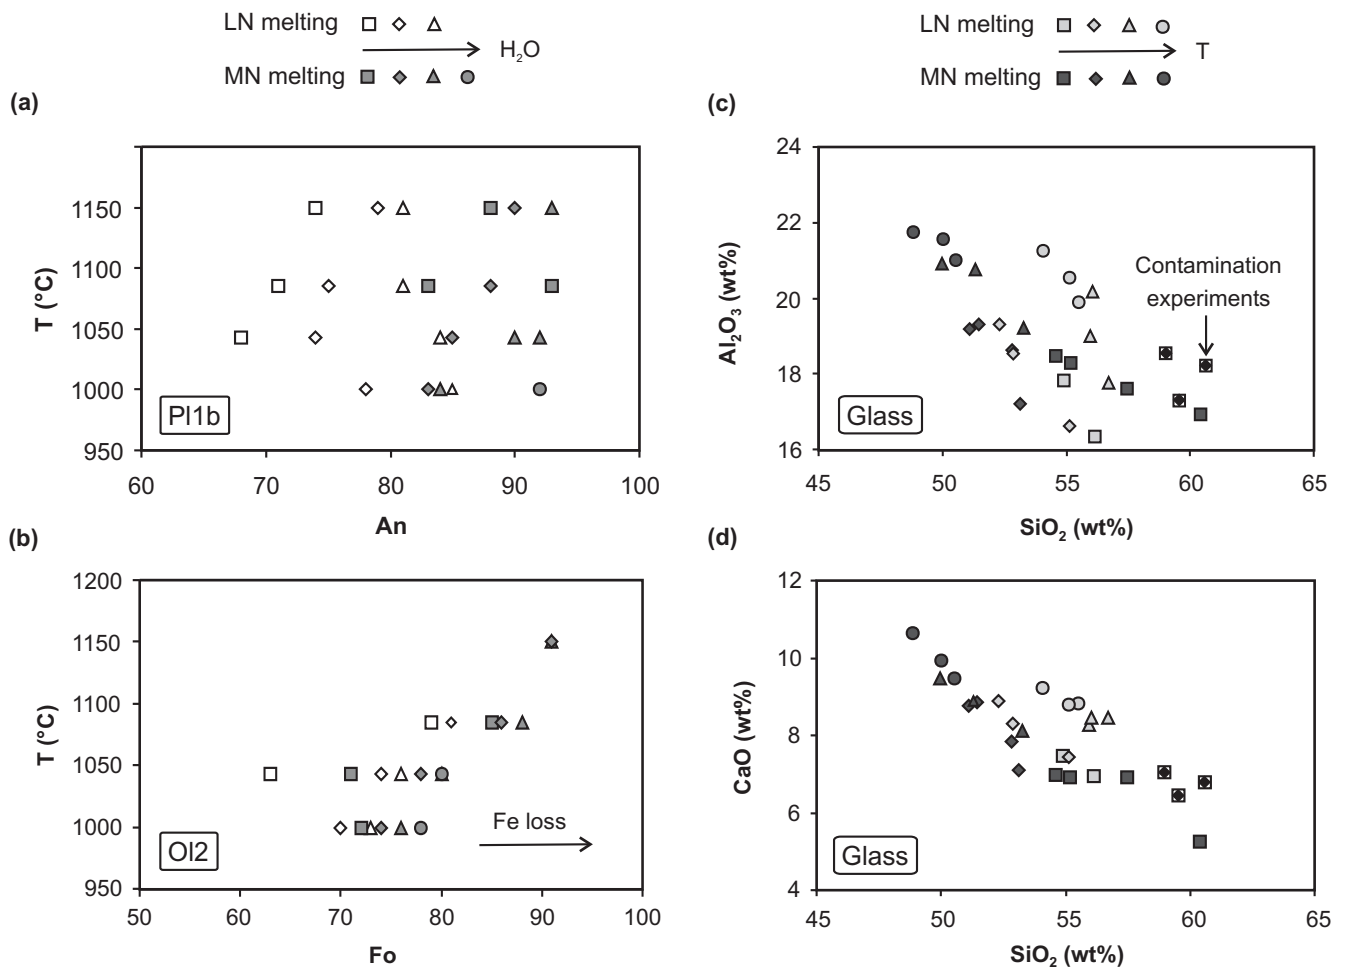 LN melting
H₂O
MN melting
(a)
1150
1100
1050
1000
950
T (°C)
Pl1b
60 70 80 90 100
An
(b)
1200
1150
1100
1050
1000
950
T (°C)
Fe loss
Ol2
50 60 70 80 90 100
Fo
LN melting
T
MN melting
(c)
24
22
20
18
16
Al₂O₃ (wt%)
Contamination
experiments
Glass
45 50 55 60 65
SiO₂ (wt%)
(d)
12
10
8
6
4
CaO (wt%)
Glass
45 50 55 60 65
SiO₂ (wt%)